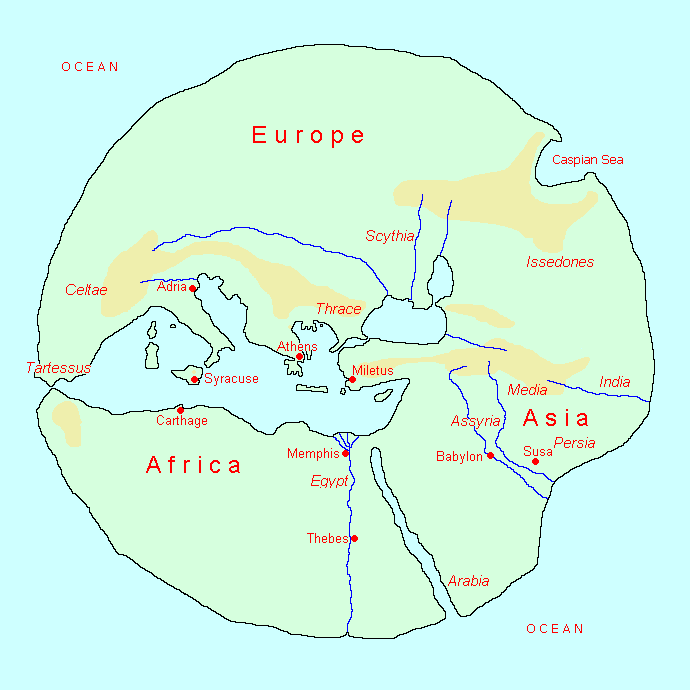 OCEAN
Europe
Caspian Sea
Scythia
Issedones
Celtae
Adria
Thrace
Athens
Tartessus
Syracuse
Miletus
Media
India
Carthage
Assyria
Asia
Persia
Africa
Memphis
Babylon
Susa
Egypt
Thebes
Arabia
OCEAN